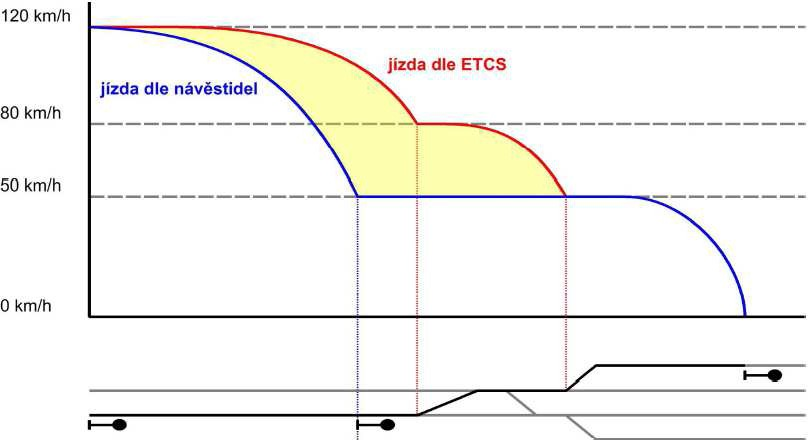 120 km/h
jízda dle ETCS
jízda dle návěstidel
80 km/h
50 km/h
0 km/h